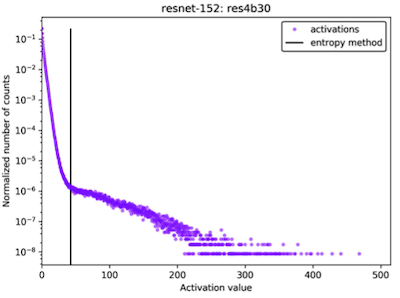 resnet-152: res4b30
activations
entropy method
Normalized number of counts
10⁻¹
10⁻²
10⁻³
10⁻⁴
10⁻⁵
10⁻⁶
10⁻⁷
10⁻⁸
0 100 200 300 400 500
Activation value